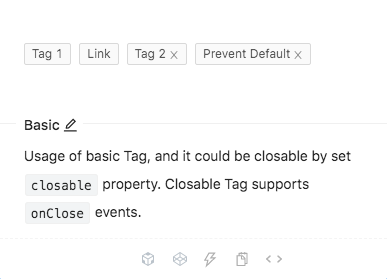 Tag 1 Link Tag 2 Prevent Default
Basic
Usage of basic Tag, and it could be closable by set
closable property. Closable Tag supports
onClose events.